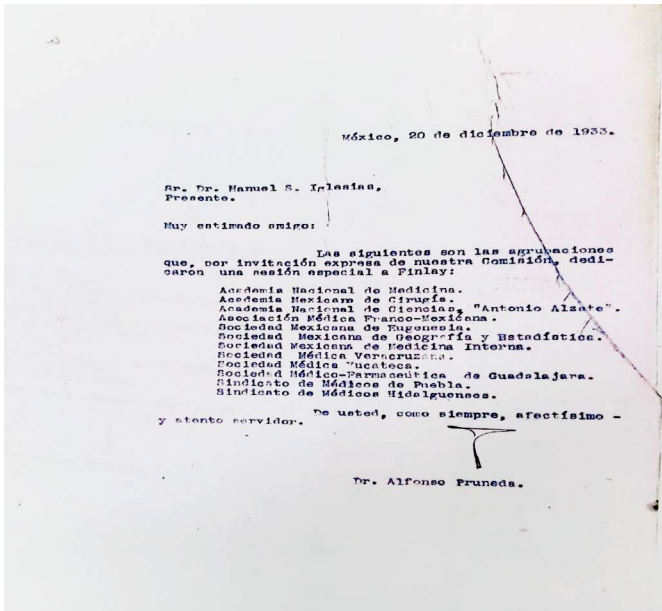 México, 20 de diciembre de 1933.
Sr. Dr. Manuel S. Iglesias,
Presente.
Muy estimado amigo:
Las siguientes son las agrupaciones
que, por invitación expresa de nuestra Comisión, dedi-
caron una sesión especial a Finlay:
Academia Nacional de Medicina.
Academia Mexicana de Cirugía.
Academia Nacional de Ciencias, "Antonio Alzate".
Asociación Médica Franco-Mexicana.
Sociedad Mexicana de Eugenesia.
Sociedad Mexicana de Geografía y Estadística.
Sociedad Mexicana de Medicina Interna.
Sociedad Médica Veracruzana.
Sociedad Médica Yucateca.
Sociedad Médico-Farmaceútica de Guadalajara.
Sindicato de Médicos de Puebla.
Sindicato de Médicos Hidalguenses.
De usted, como siempre, afectísimo -
y atento servidor.
Dr. Alfonso Pruneda.